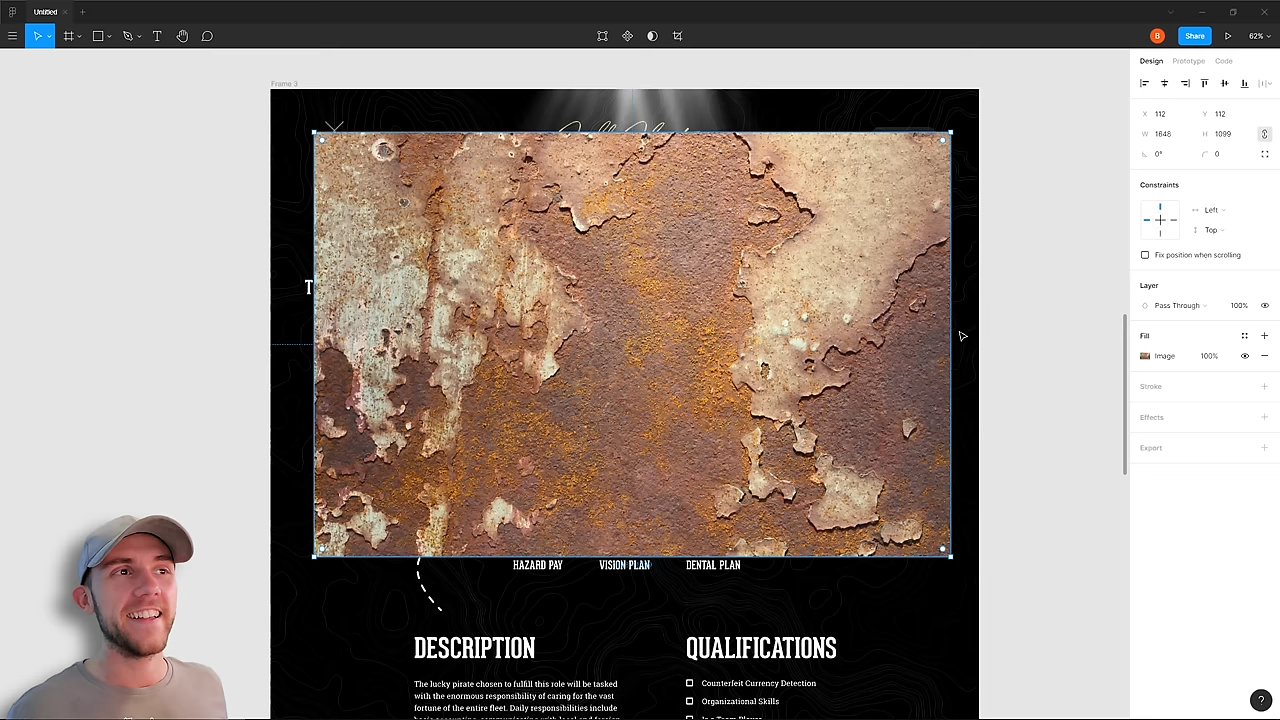 Untitled
B
Share
62%
Design
Prototype
Code
Frame 3
X 112
Y 112
W 1648
H 1099
0°
0
Constraints
Left
Top
Fix position when scrolling
Layer
Pass Through
100%
Fill
Image
100%
Stroke
Effects
Export
T
HAZARD PAY
VISION PLAN
DENTAL PLAN
DESCRIPTION
QUALIFICATIONS
The lucky pirate chosen to fulfill this role will be tasked
with the enormous responsibility of caring for the vast
fortune of the entire fleet. Daily responsibilities include
Counterfeit Currency Detection
Organizational Skills
?